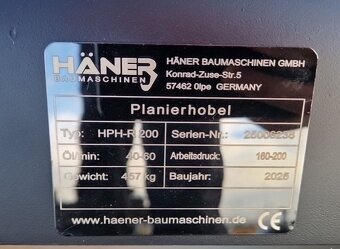 HÄNER
BAUMASCHINEN
HÄNER BAUMASCHINEN GMBH
Konrad-Zuse-Str.5
57462 Olpe GERMANY
Planierhobel
Typ: HPH-R 200 Serien-Nr:
Öl/min: 40-60 Arbeitsdruck: 160-200
Gewicht: 457 kg Baujahr: 2025
www.haener-baumaschinen.de CE